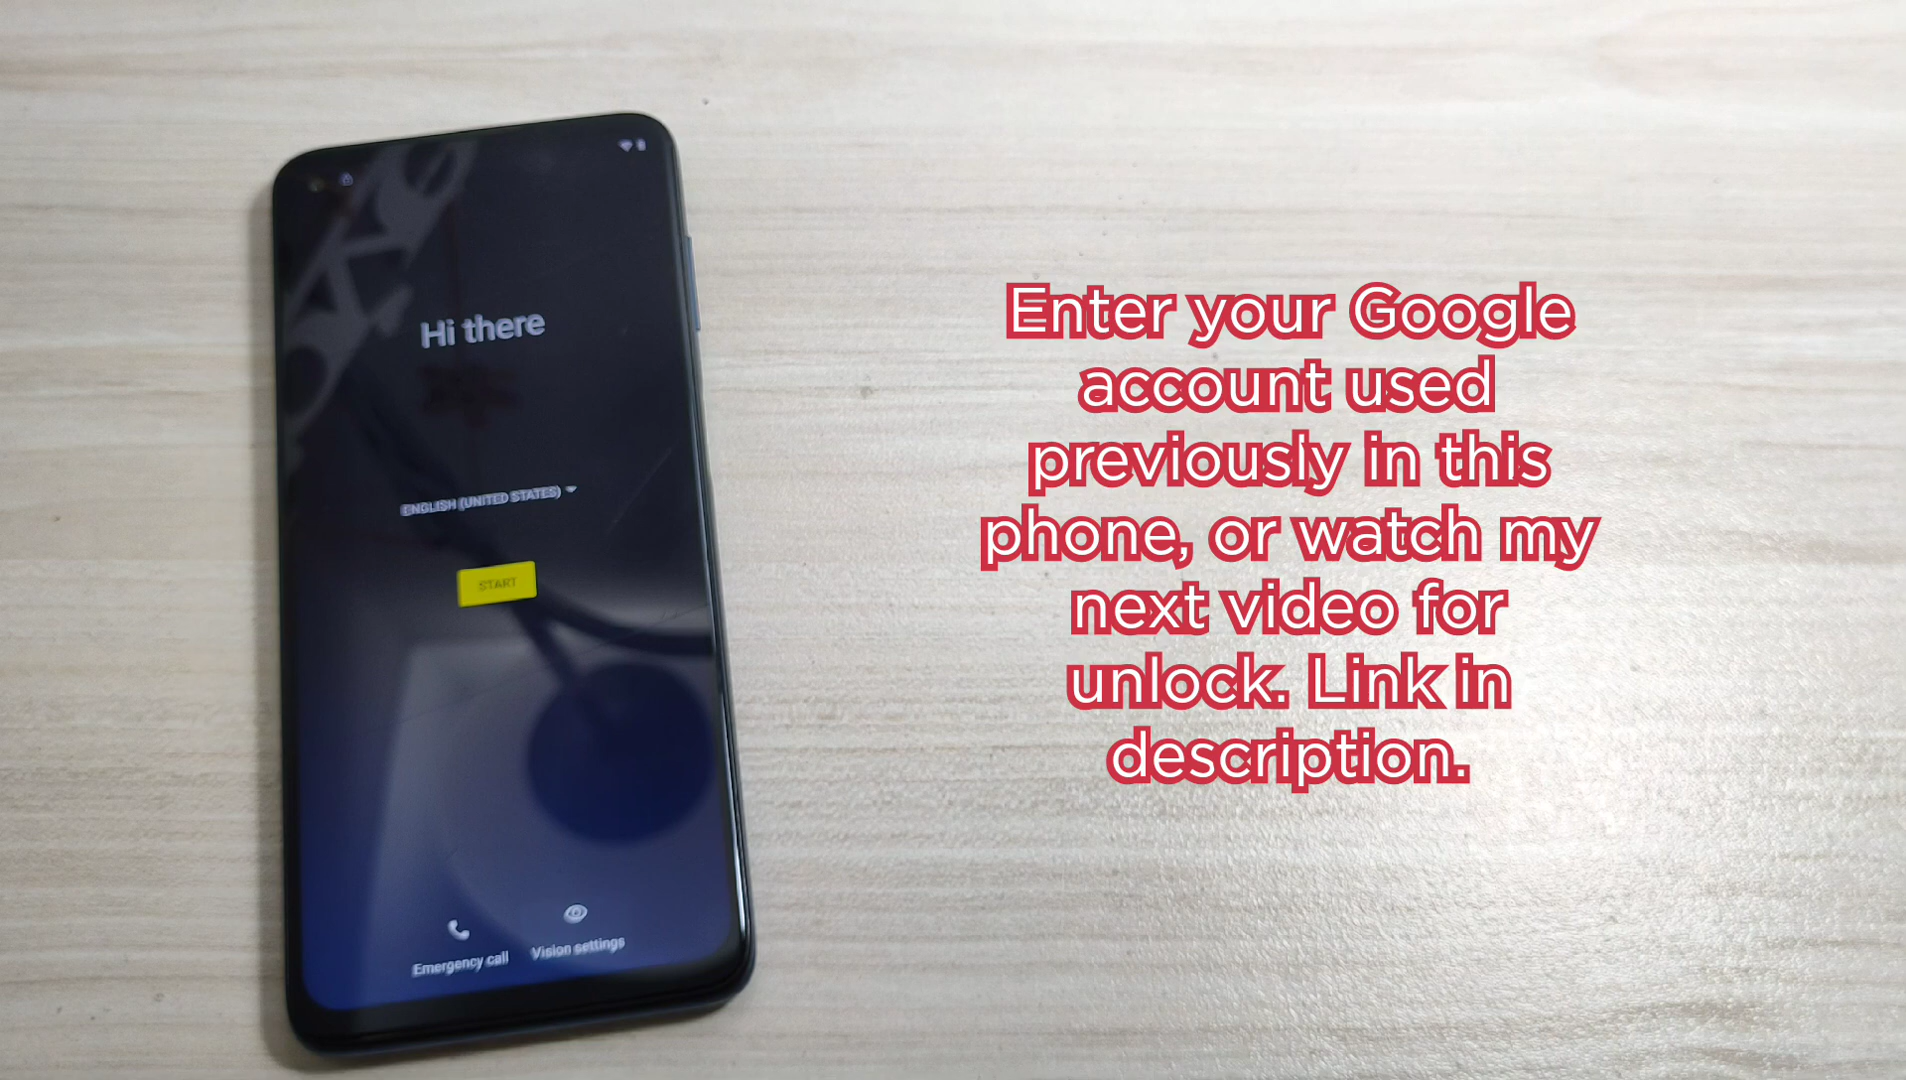 Hi there
ENGLISH (UNITED STATES)
START
Emergency call
Vision settings
Enter your Google
account used
previously in this
phone, or watch my
next video for
unlock. Link in
description.